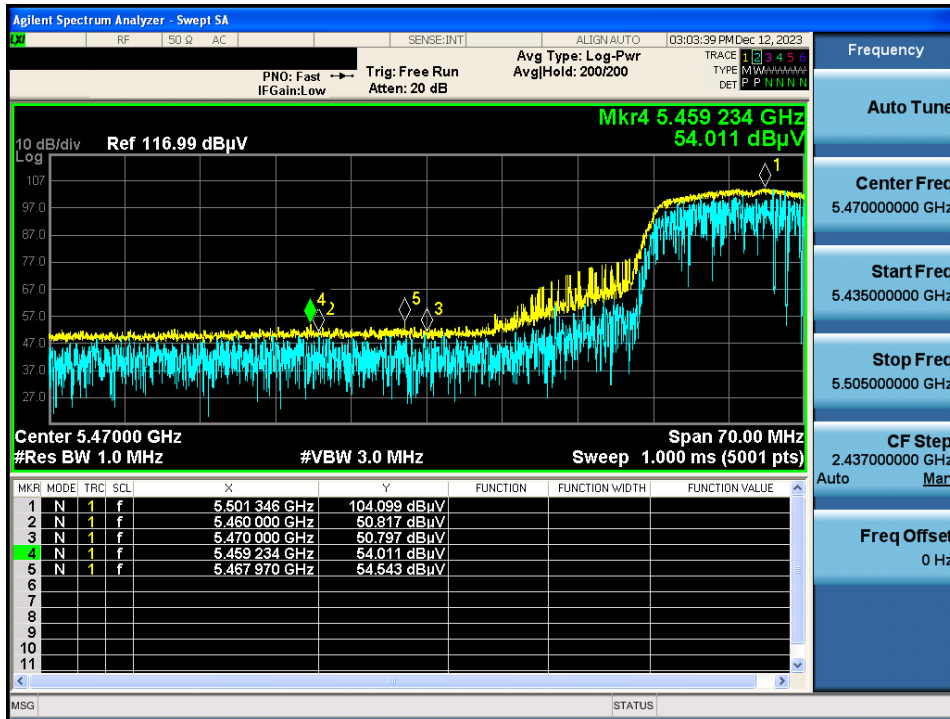 Agilent Spectrum Analyzer - Swept SA
LXI RF 50 Ω AC SENSE:INT ALIGN AUTO 03:03:39 PM Dec 12, 2023
PNO: Fast
IFGain:Low
Trig: Free Run
Atten: 20 dB
Avg Type: Log-Pwr
Avg|Hold: 200/200
TRACE 1 2 3 4 5 6
TYPE M W
DET P P N N N N
Mkr4 5.459 234 GHz
54.011 dBµV
10 dB/div Ref 116.99 dBµV
Log
107
97.0
87.0
77.0
67.0
57.0
47.0
37.0
27.0
1
4
2
5
3
Center 5.47000 GHz Span 70.00 MHz
#Res BW 1.0 MHz #VBW 3.0 MHz Sweep 1.000 ms (5001 pts)
MKR MODE TRC SCL X Y FUNCTION FUNCTION WIDTH FUNCTION VALUE
1 N 1 f 5.501 346 GHz 104.099 dBµV
2 N 1 f 5.460 000 GHz 50.817 dBµV
3 N 1 f 5.470 000 GHz 50.797 dBµV
4 N 1 f 5.459 234 GHz 54.011 dBµV
5 N 1 f 5.467 970 GHz 54.543 dBµV
6
7
8
9
10
11
MSG STATUS
Frequency
Auto Tune
Center Freq
5.470000000 GHz
Start Freq
5.435000000 GHz
Stop Freq
5.505000000 GHz
CF Step
2.437000000 GHz
Auto Man
Freq Offset
0 Hz